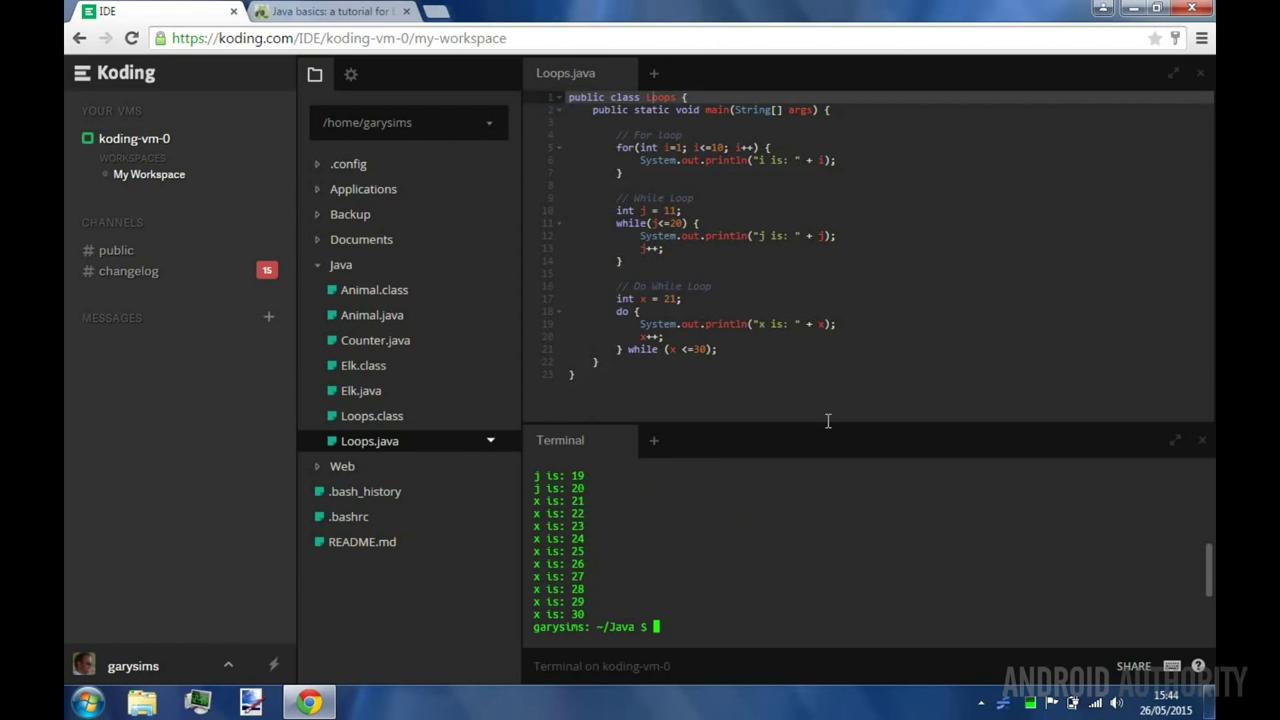 IDE
Java basics: a tutorial for
https://koding.com/IDE/koding-vm-0/my-workspace
Koding
YOUR VMS
koding-vm-0
WORKSPACES
My Workspace
CHANNELS
# public
# changelog
15
MESSAGES
+
garysims
/home/garysims
.config
Applications
Backup
Documents
Java
Animal.class
Animal.java
Counter.java
Elk.class
Elk.java
Loops.class
Loops.java
Web
.bash_history
.bashrc
README.md
Loops.java
+
1 public class Loops {
2 public static void main(String[] args) {
3
4 // For loop
5 for(int i=1; i<=10; i++) {
6 System.out.println("i is: " + i);
7 }
8
9 // While Loop
10 int j = 11;
11 while(j<=20) {
12 System.out.println("j is: " + j);
13 j++;
14 }
15
16 // Do While Loop
17 int x = 21;
18 do {
19 System.out.println("x is: " + x);
20 x++;
21 } while (x <=30);
22 }
23 }
Terminal
+
j is: 19
j is: 20
x is: 21
x is: 22
x is: 23
x is: 24
x is: 25
x is: 26
x is: 27
x is: 28
x is: 29
x is: 30
garysims: ~/Java $
Terminal on koding-vm-0
SHARE
ANDROID AUTHORITY
15:44
26/05/2015